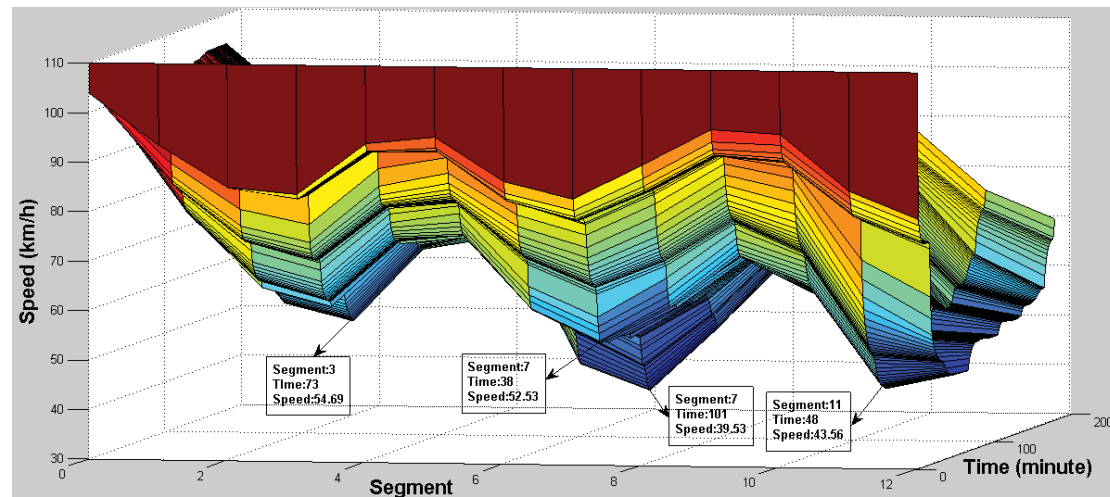 110
100
90
80
70
60
50
40
30
Speed (km/h)
Segment:3
TIme:73
Speed:54.69
Segment:7
Time:38
Speed:52.53
Segment:7
Time:101
Speed:39.53
Segment:11
Time:48
Speed:43.56
0
2
4
6
8
10
12
Segment
0
100
200
Time (minute)